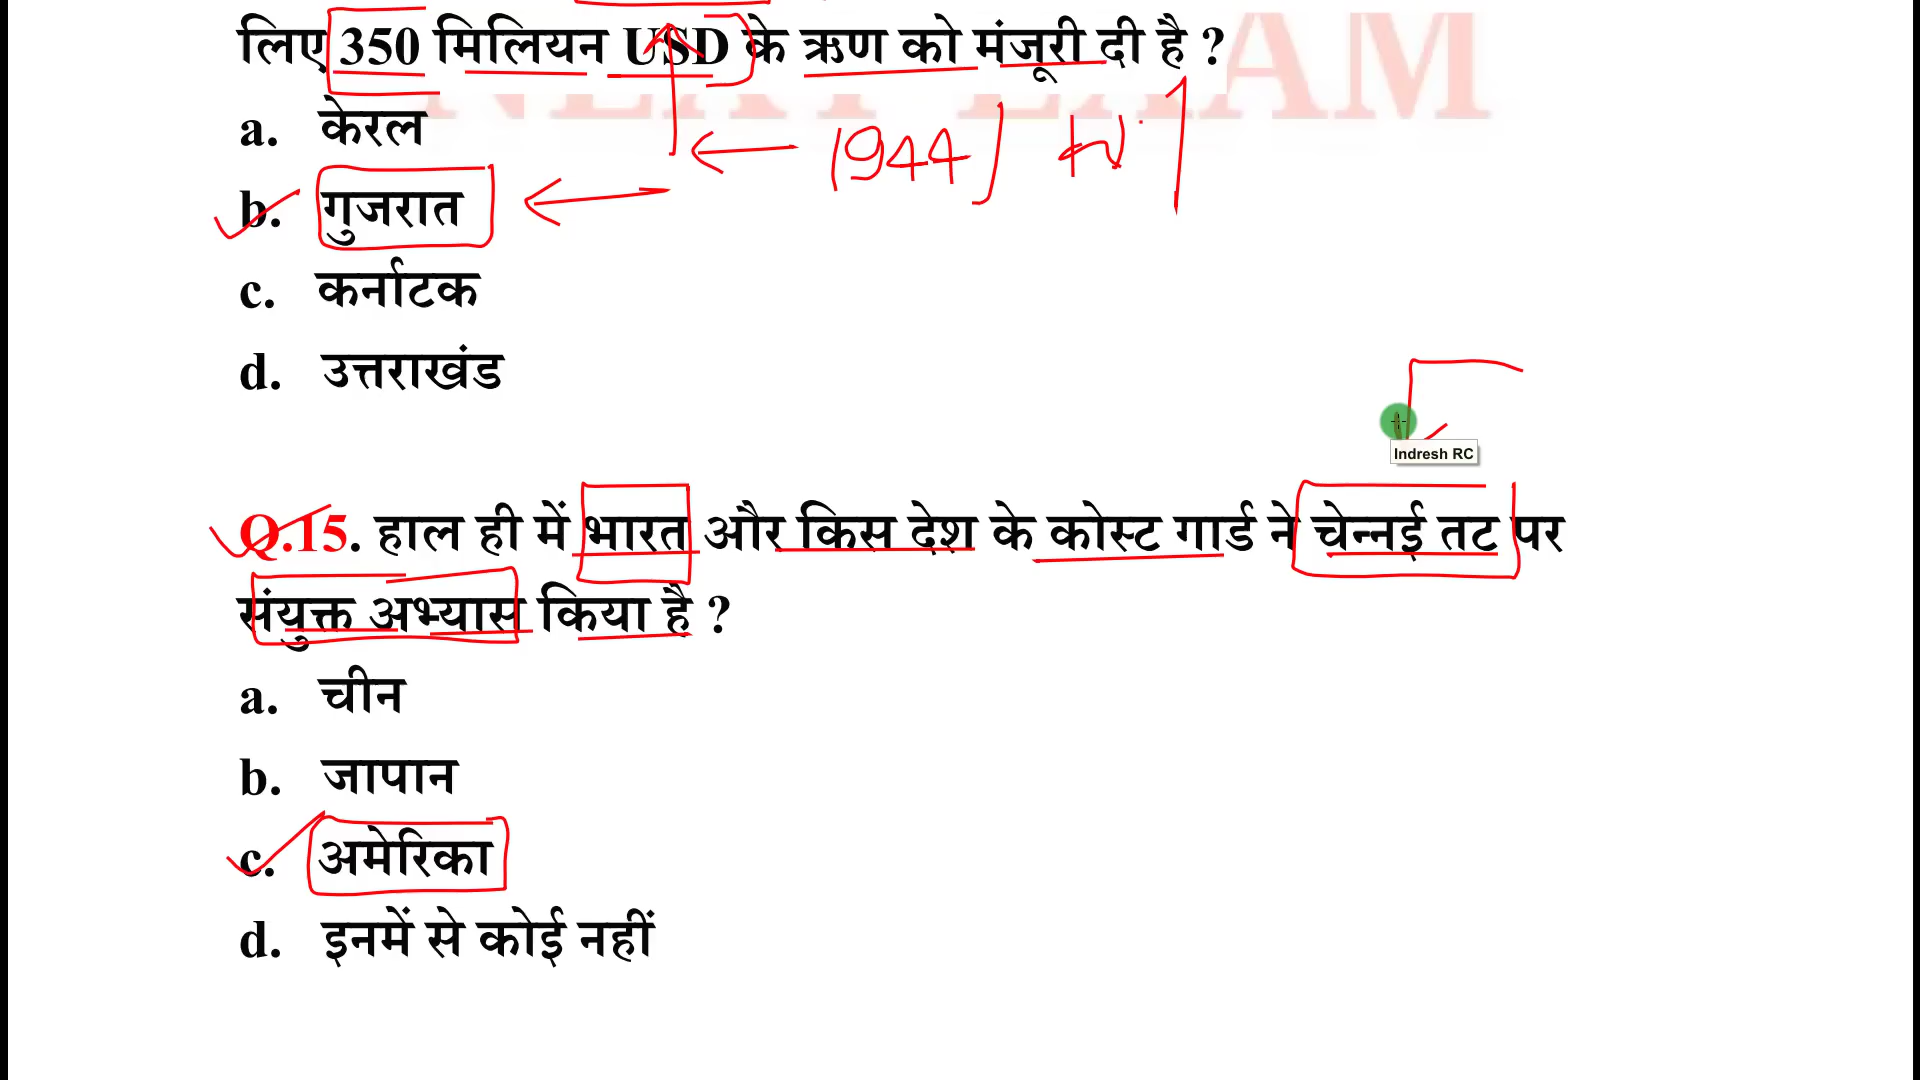 लिए 350 मिलियन USD के ऋण को मंजूरी दी है ?
a. केरल
1944
b. गुजरात
c. कर्नाटक
d. उत्तराखंड
Indresh RC
Q.15. हाल ही में भारत और किस देश के कोस्ट गार्ड ने चेन्नई तट पर
संयुक्त अभ्यास किया है ?
a. चीन
b. जापान
c. अमेरिका
d. इनमें से कोई नहीं